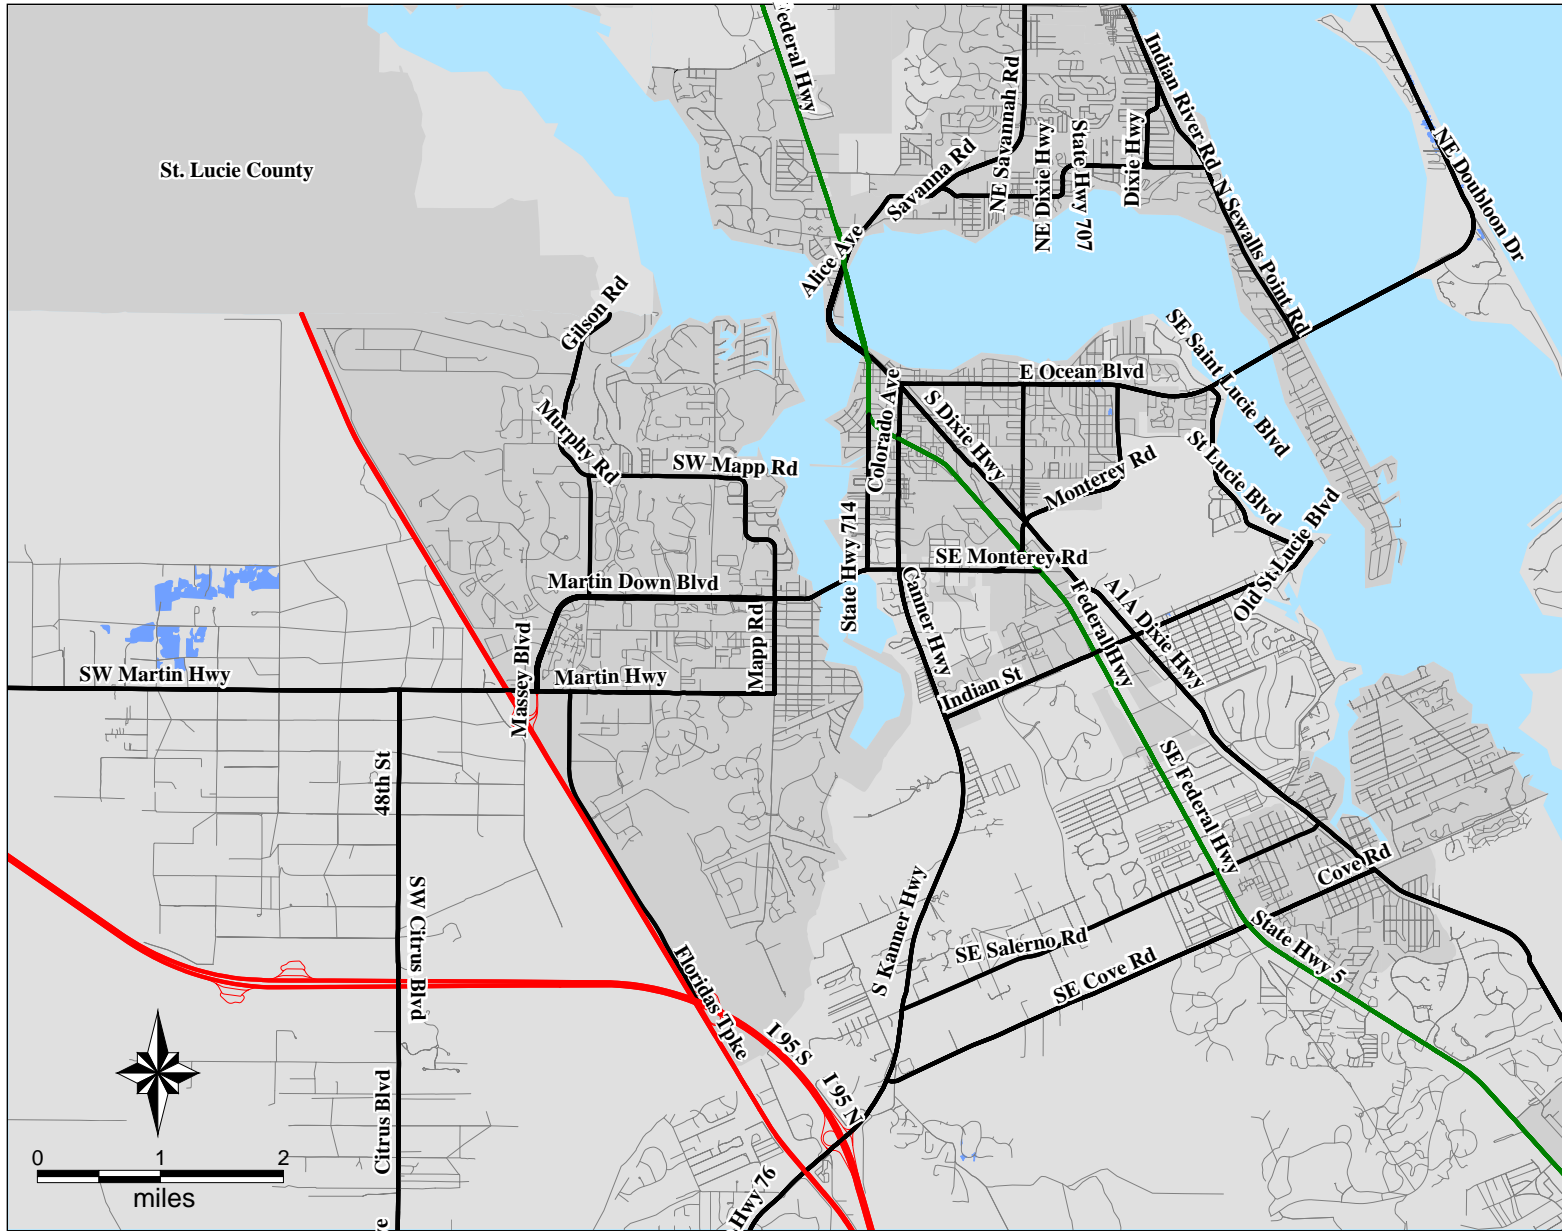 Federal Hwy
Indian River Rd
NE Savannah Rd
NE Dixie Hwy
State Hwy 707
Dixie Hwy
NE Doubloon Dr
St. Lucie County
Savanna Rd
N Sewalls Point Rd
Alice Ave
Gilson Rd
SE Saint Lucie Blvd
E Ocean Blvd
Colorado Ave
S Dixie Hwy
Murphy Rd
SW Mapp Rd
Monterey Rd
St Lucie Blvd
State Hwy 714
Old St Lucie Blvd
SE Monterey Rd
Martin Down Blvd
Canner Hwy
Federal Hwy
A1A Dixie Hwy
Mapp Rd
Massey Blvd
SW Martin Hwy
Martin Hwy
Indian St
48th St
SE Federal Hwy
Cove Rd
SW Citrus Blvd
S Kanner Hwy
SE Salerno Rd
SE Cove Rd
State Hwy 5
Floridas Tpke
I 95 S
I 95 N
Citrus Blvd
Hwy 76
0 1 2
miles